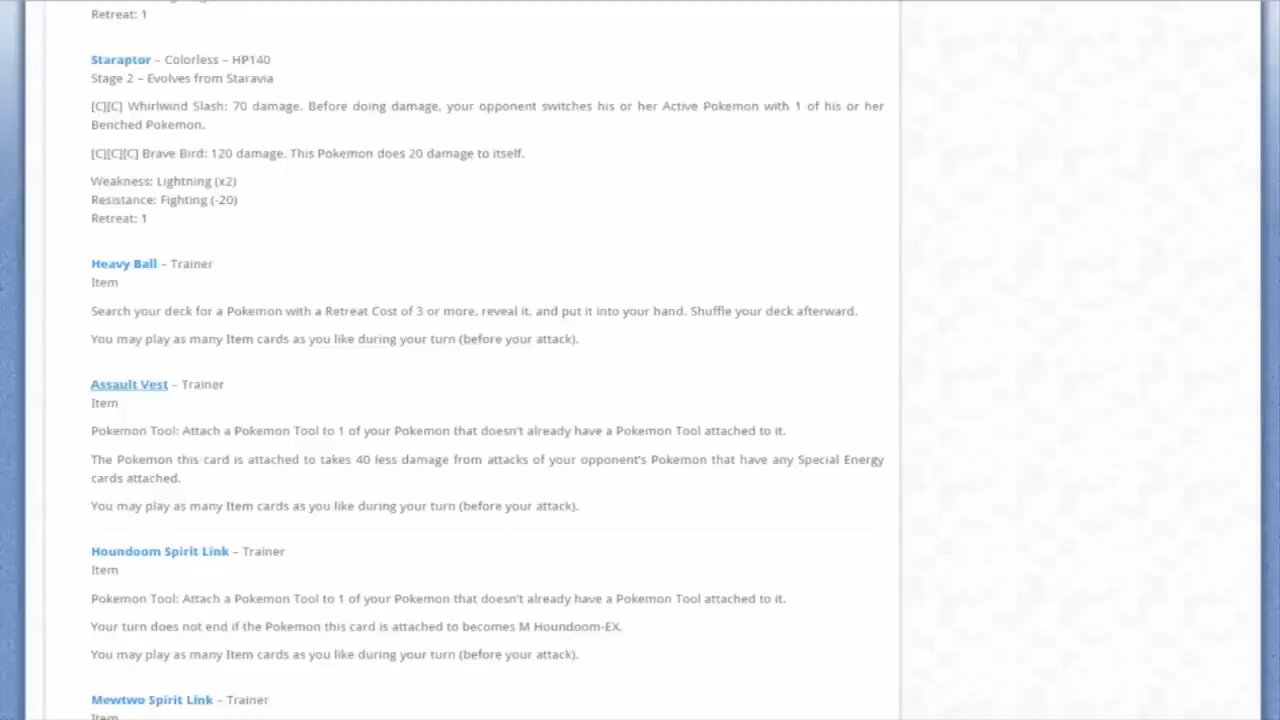 Retreat: 1
Staraptor – Colorless – HP140
Stage 2 – Evolves from Staravia
[C][C] Whirlwind Slash: 70 damage. Before doing damage, your opponent switches his or her Active Pokemon with 1 of his or her
Benched Pokemon.
[C][C][C] Brave Bird: 120 damage. This Pokemon does 20 damage to itself.
Weakness: Lightning (x2)
Resistance: Fighting (-20)
Retreat: 1
Heavy Ball – Trainer
Item
Search your deck for a Pokemon with a Retreat Cost of 3 or more, reveal it, and put it into your hand. Shuffle your deck afterward.
You may play as many Item cards as you like during your turn (before your attack).
Assault Vest – Trainer
Item
Pokemon Tool: Attach a Pokemon Tool to 1 of your Pokemon that doesn't already have a Pokemon Tool attached to it.
The Pokemon this card is attached to takes 40 less damage from attacks of your opponent's Pokemon that have any Special Energy
cards attached.
You may play as many Item cards as you like during your turn (before your attack).
Houndoom Spirit Link – Trainer
Item
Pokemon Tool: Attach a Pokemon Tool to 1 of your Pokemon that doesn't already have a Pokemon Tool attached to it.
Your turn does not end if the Pokemon this card is attached to becomes M Houndoom-EX.
You may play as many Item cards as you like during your turn (before your attack).
Mewtwo Spirit Link – Trainer
Item